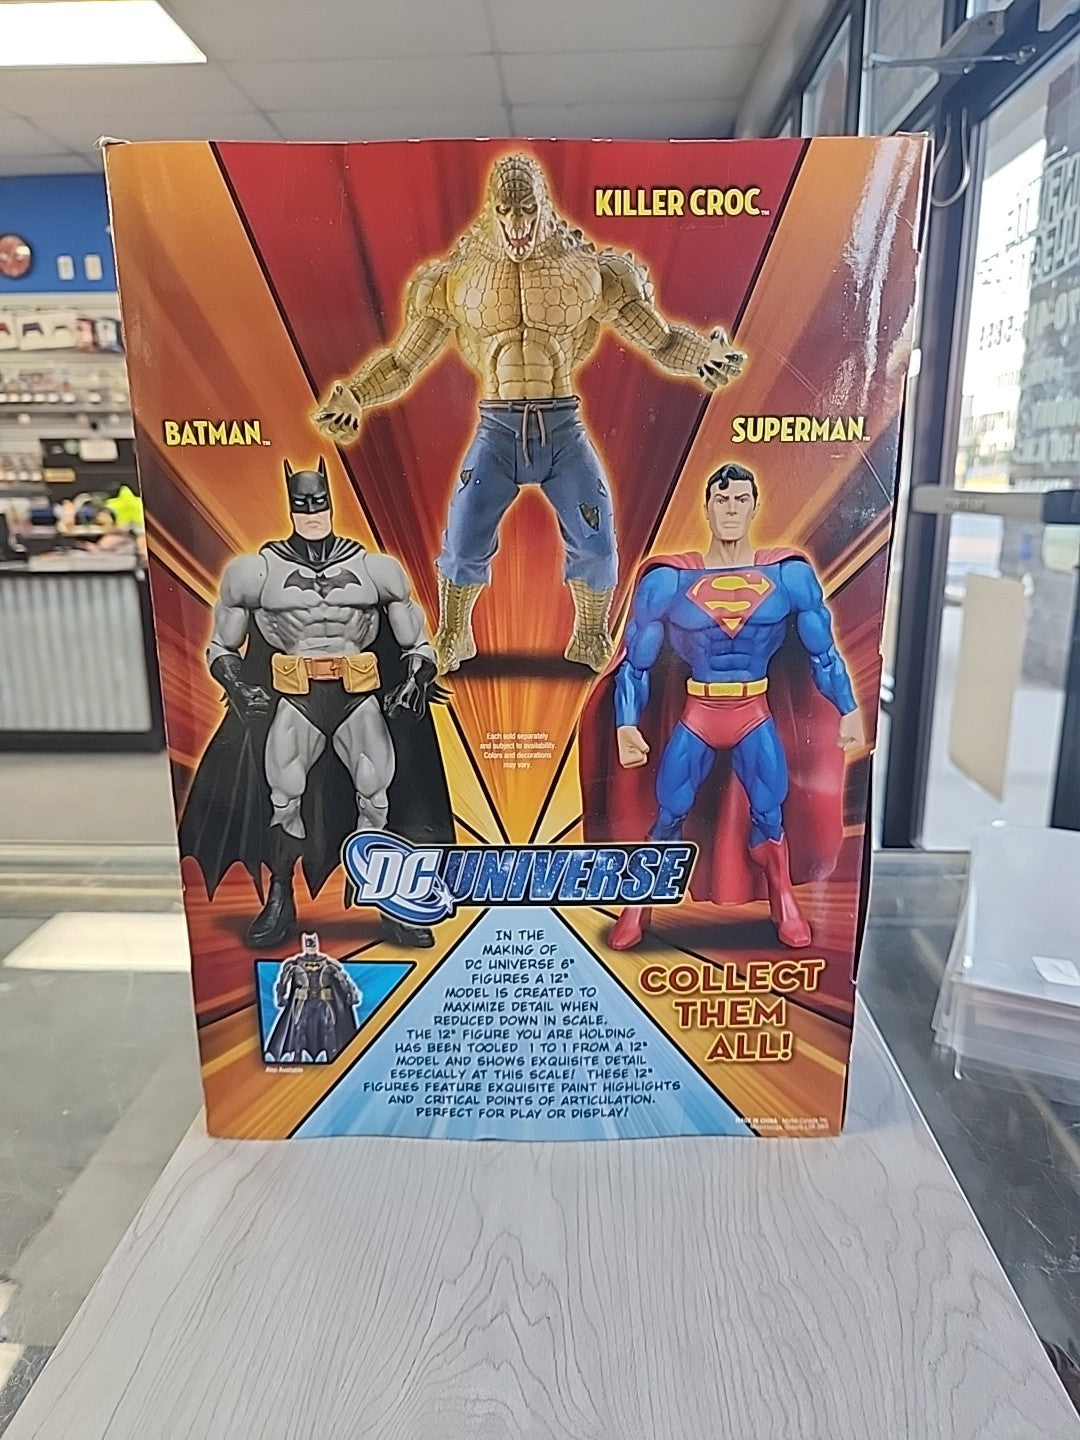 KILLER CROC™
BATMAN™
SUPERMAN™
Each sold separately
and subject to availability.
Colors and decorations
may vary.
DC UNIVERSE
IN THE
MAKING OF
DC UNIVERSE 6"
FIGURES A 12"
MODEL IS CREATED TO
MAXIMIZE DETAIL WHEN
REDUCED DOWN IN SCALE.
THE 12" FIGURE YOU ARE HOLDING
HAS BEEN TOOLED 1 TO 1 FROM A 12"
MODEL AND SHOWS EXQUISITE DETAIL
ESPECIALLY AT THIS SCALE! THESE 12"
FIGURES FEATURE EXQUISITE PAINT HIGHLIGHTS
AND CRITICAL POINTS OF ARTICULATION.
PERFECT FOR PLAY OR DISPLAY!
COLLECT
THEM
ALL!
Also Available
MADE IN CHINA